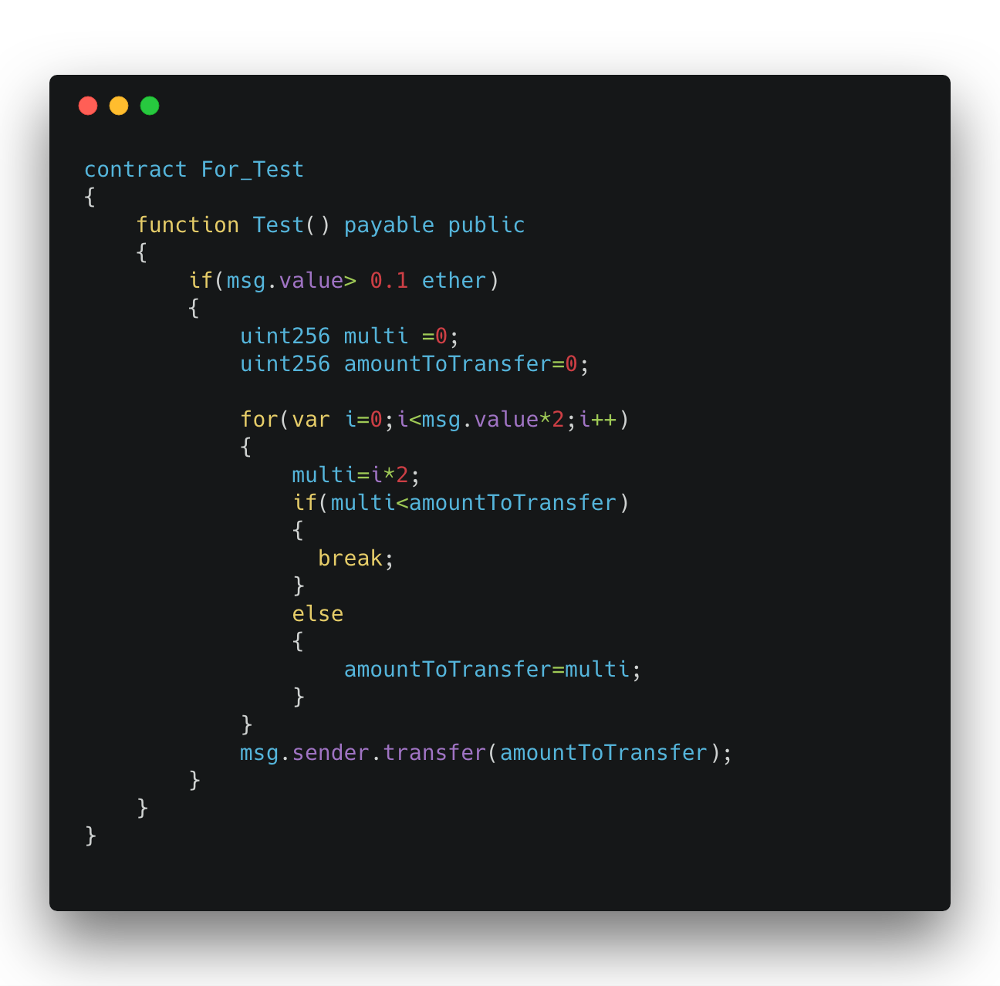 contract For_Test
{
    function Test() payable public
    {
        if(msg.value> 0.1 ether)
        {
            uint256 multi =0;
            uint256 amountToTransfer=0;

            for(var i=0;i<msg.value*2;i++)
            {
                multi=i*2;
                if(multi<amountToTransfer)
                {
                  break;
                }
                else
                {
                    amountToTransfer=multi;
                }
            }
            msg.sender.transfer(amountToTransfer);
        }
    }
}